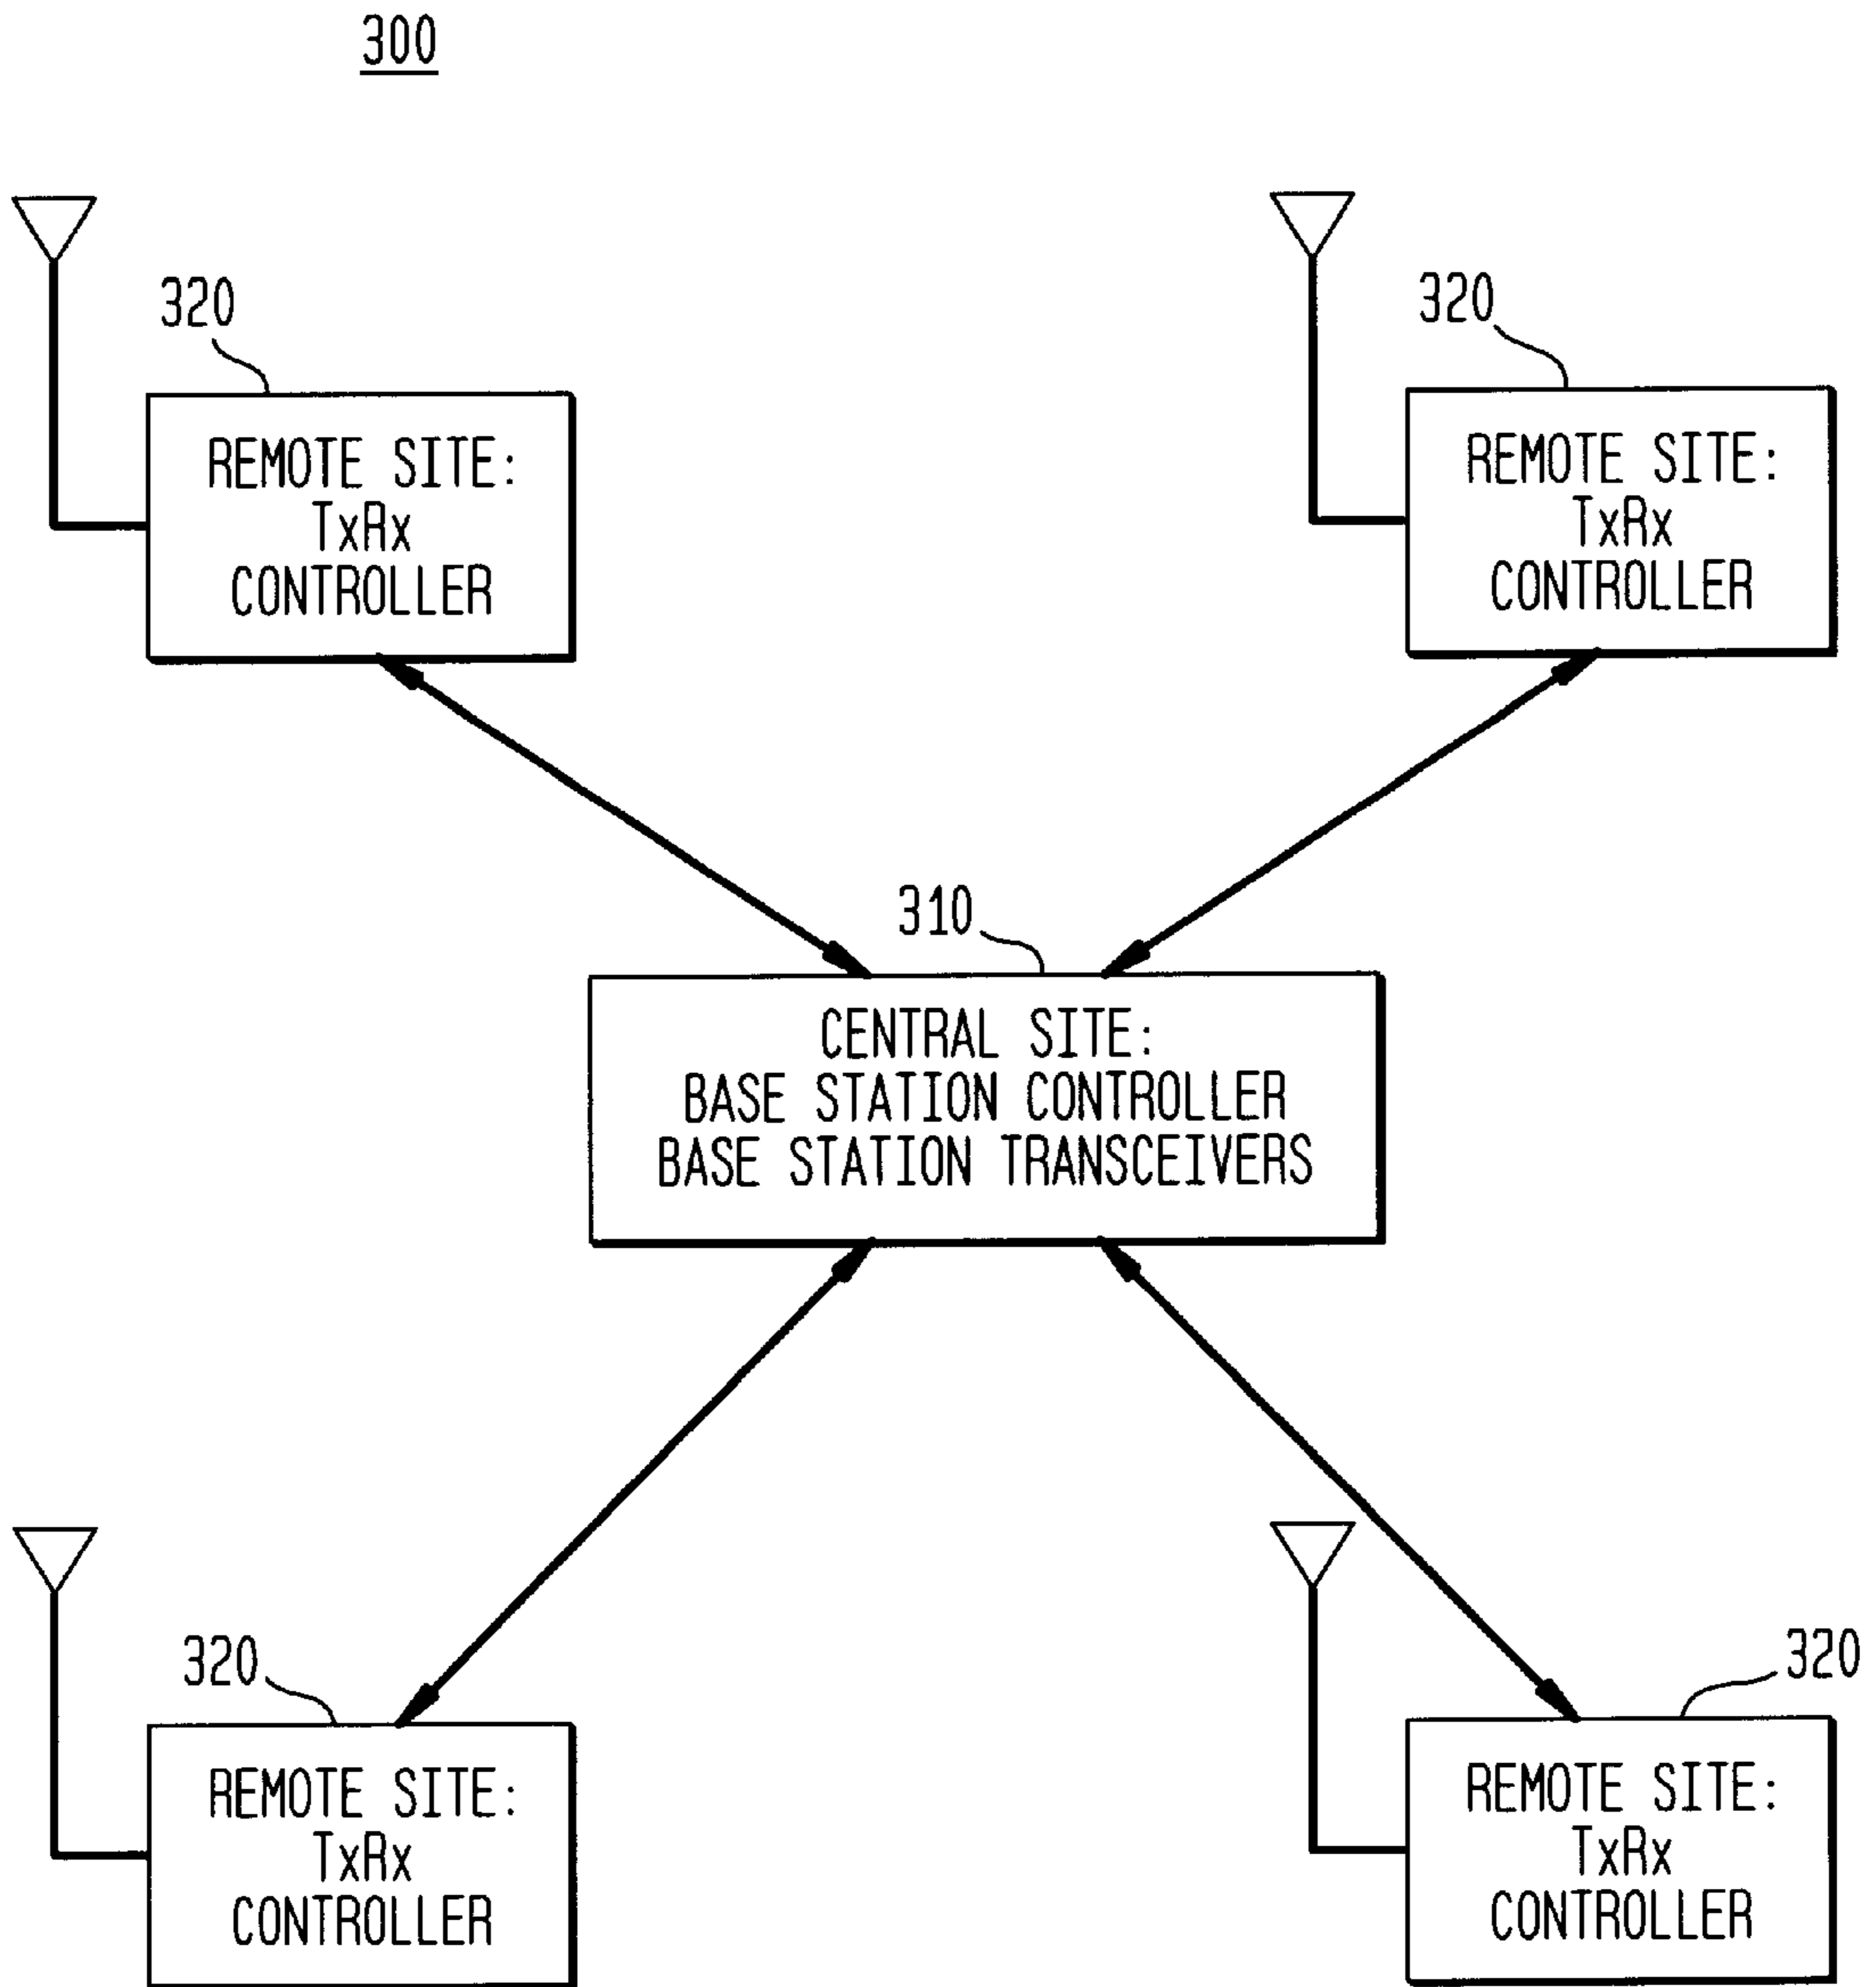 300
320
320
REMOTE SITE:
TxRx
CONTROLLER
REMOTE SITE:
TxRx
CONTROLLER
310
CENTRAL SITE:
BASE STATION CONTROLLER
BASE STATION TRANSCEIVERS
320
320
REMOTE SITE:
TxRx
CONTROLLER
REMOTE SITE:
TxRx
CONTROLLER